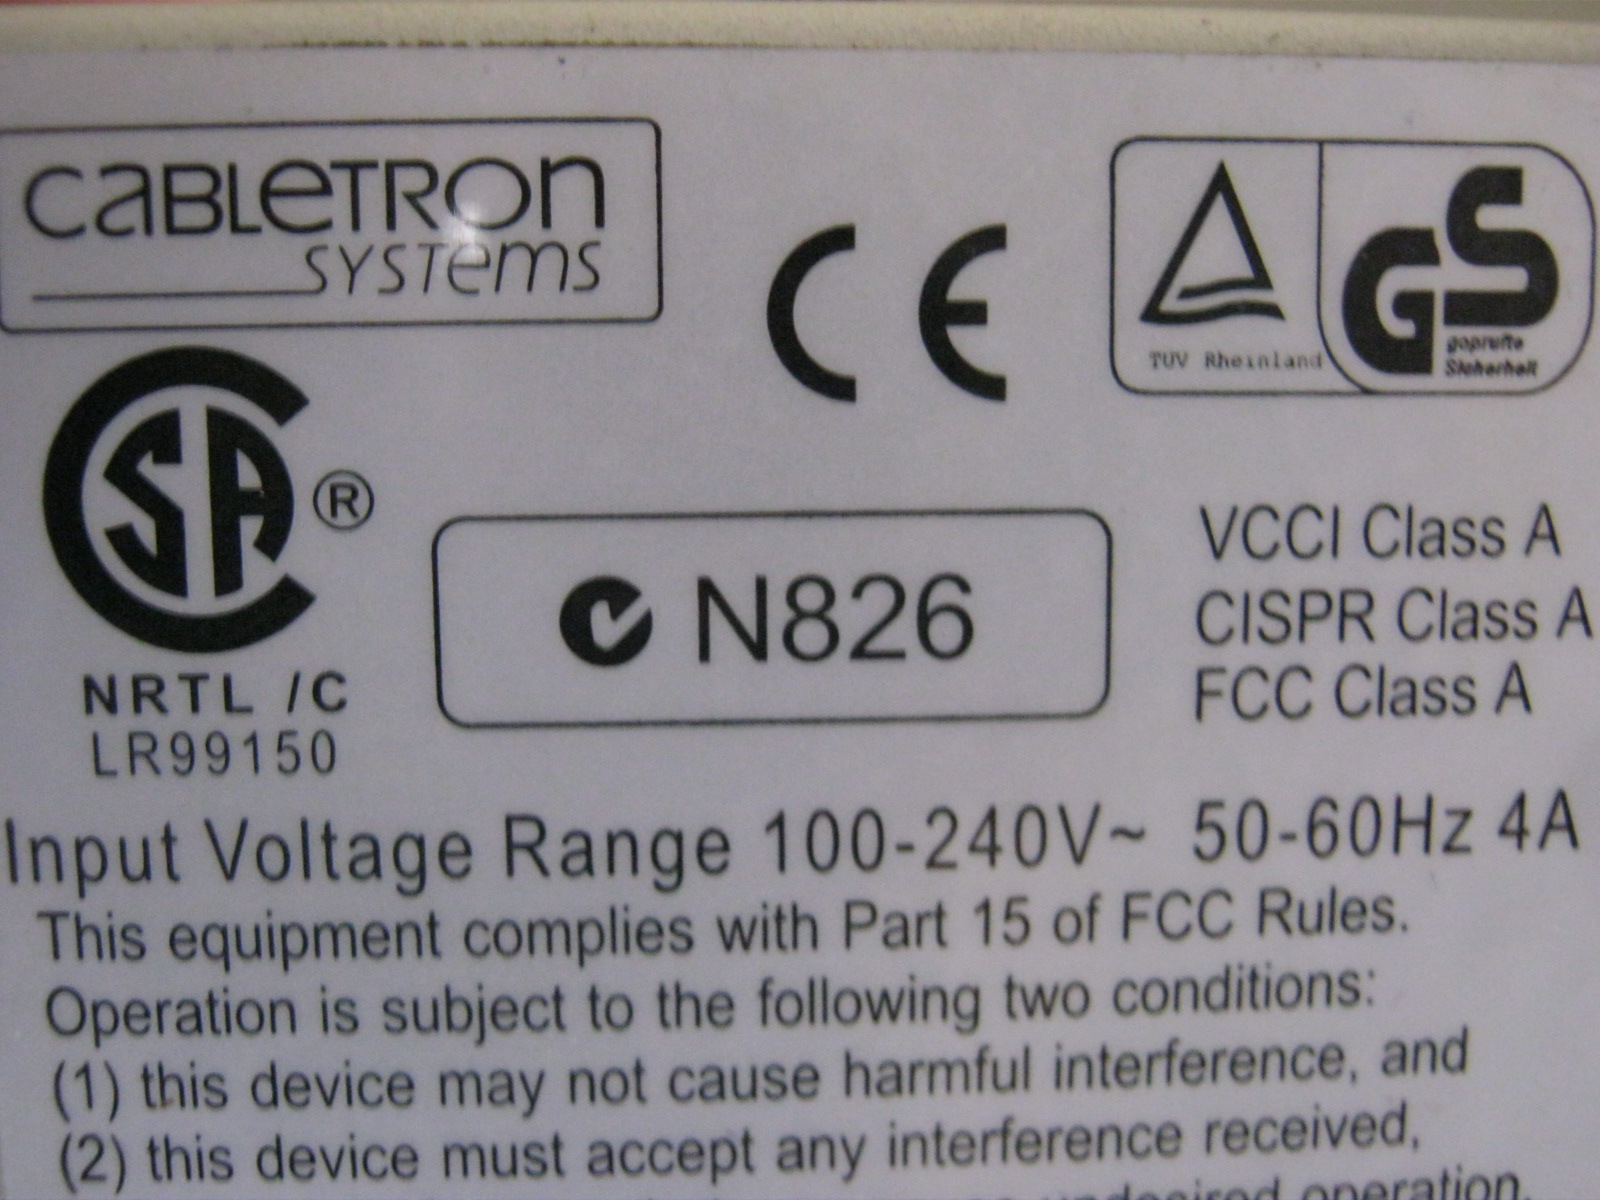 CABLETRON
SYSTEMS
CE
TUV Rheinland
GS
geprufte
Sicherheit
CSA ®
NRTL /C
LR99150
N826
VCCI Class A
CISPR Class A
FCC Class A
Input Voltage Range 100-240V~ 50-60Hz 4A
This equipment complies with Part 15 of FCC Rules.
Operation is subject to the following two conditions:
(1) this device may not cause harmful interference, and
(2) this device must accept any interference received,
undesired operation.